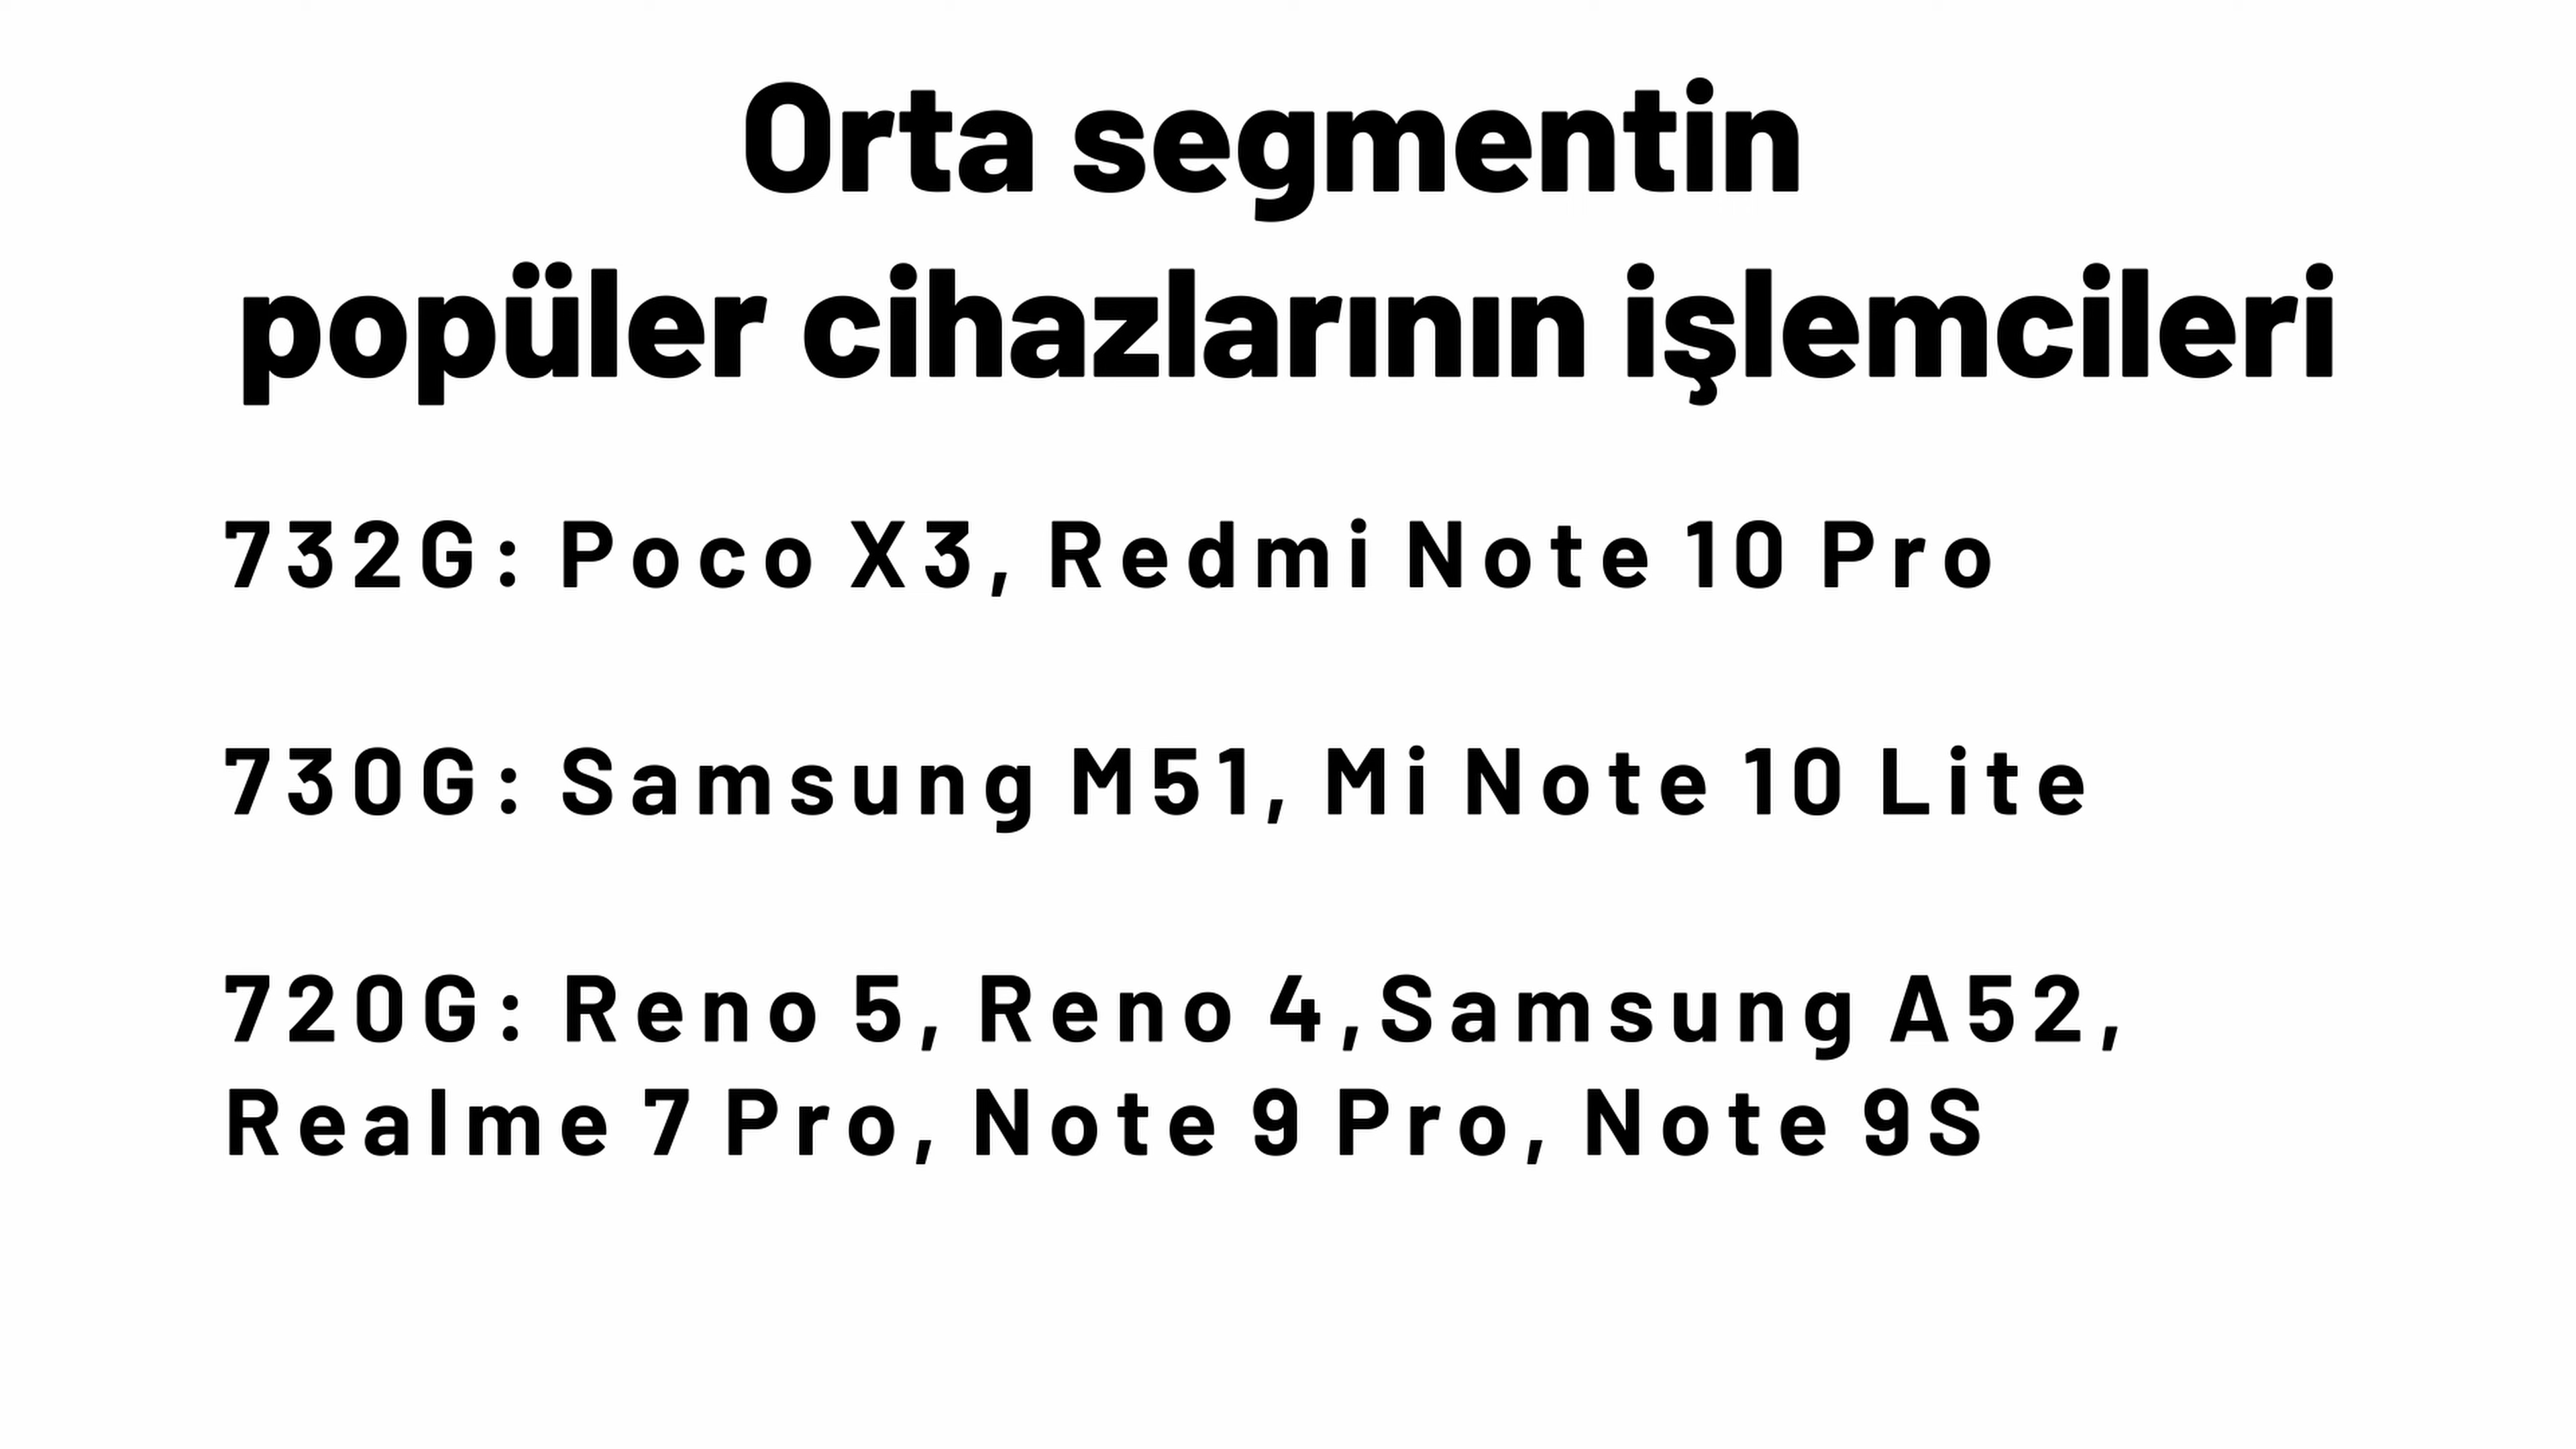 Orta segmentin
popüler cihazlarının işlemcileri
732G: Poco X3, Redmi Note 10 Pro
730G: Samsung M51, Mi Note 10 Lite
720G: Reno 5, Reno 4,Samsung A52,
Realme 7 Pro, Note 9 Pro, Note 9S